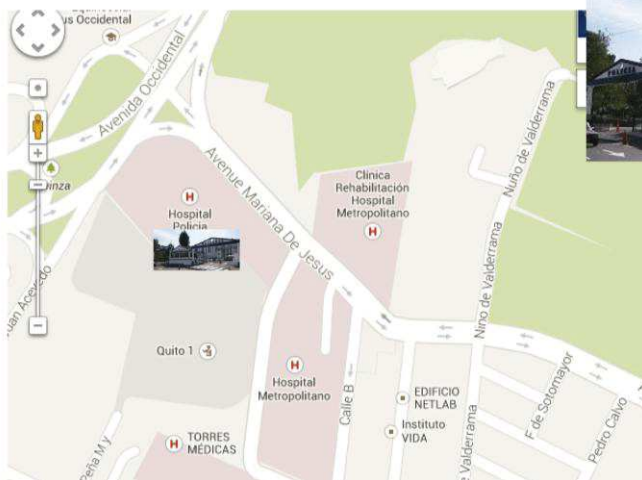 us Occidental
Avenida Occidental
inza
Juan Acevedo
Hospital
Policia
Avenue Mariana De Jesus
Clinica
Rehabilitación
Hospital
Metropolitano
Nuño de Valderrama
Nino de Valderrama
e Valderrama
Quito 1
Hospital
Metropolitano
Calle B
EDIFICIO
NETLAB
Instituto
VIDA
F de Sotomayor
Pedro Calvo
TORRES
MÉDICAS
Peña M y